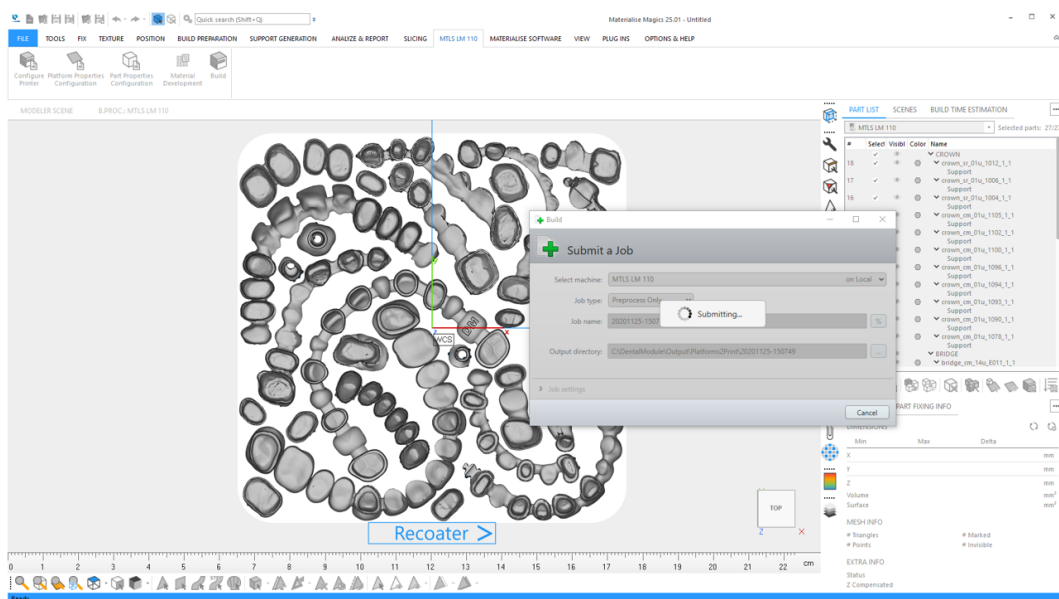 Quick search (Shift+Q)
Materialise Magics 25.01 - Untitled
FILE TOOLS FIX TEXTURE POSITION BUILD PREPARATION SUPPORT GENERATION ANALYZE & REPORT SLICING MTLS LM 110 MATERIALISE SOFTWARE VIEW PLUG INS OPTIONS & HELP
Configure Printer
Platform Properties Configuration
Part Properties Configuration
Material Development
Build
MODELER SCENE B.PROC.: MTLS LM 110
PART LIST SCENES BUILD TIME ESTIMATION
MTLS LM 110
Selected parts: 27/2
# Select Visibl Color Name
CROWN
18 crown_sr_01u_1012_1_1
Support
17 crown_sr_01u_1006_1_1
Support
16 crown_sr_01u_1004_1_1
Support
crown_cm_01u_1105_1_1
Support
crown_cm_01u_1102_1_1
Support
crown_cm_01u_1100_1_1
Support
crown_cm_01u_1096_1_1
Support
crown_cm_01u_1094_1_1
Support
crown_cm_01u_1093_1_1
Support
crown_cm_01u_1090_1_1
Support
crown_cm_01u_1078_1_1
Support
BRIDGE
bridge_cm_14u_E011_1_1
Build
Submit a Job
Select machine: MTLS LM 110 on Local
Job type: Preprocess Only
Job name: 20201125-1507
%
Output directory: C:\DentalModule\Output\Platforms2Print\20201125-150749
...
Job settings
Submitting...
Cancel
WCS
Y
X
Z
Recoater >
TOP
Z X
PART FIXING INFO
DIMENSIONS
Min Max Delta
X mm
Y mm
Z mm
Volume mm³
Surface mm²
MESH INFO
# Triangles # Marked
# Points # Invisible
EXTRA INFO
Status
Z Compensated
0 1 2 3 4 5 6 7 8 9 10 11 12 13 14 15 16 17 18 19 20 21 22 cm
Ready